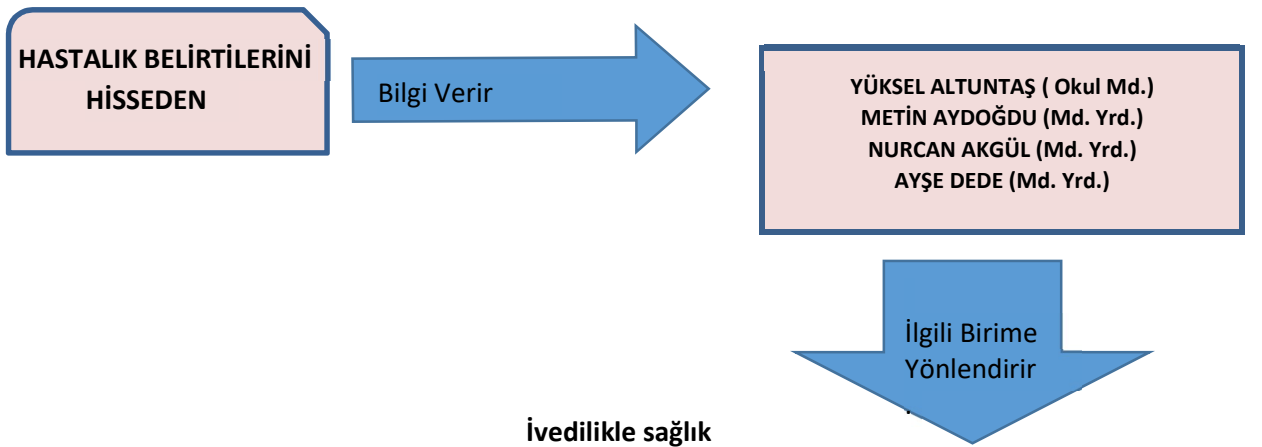 HASTALIK BELİRTİLERİNİ
HİSSEDEN
Bilgi Verir
YÜKSEL ALTUNTAŞ ( Okul Md.)
METİN AYDOĞDU (Md. Yrd.)
NURCAN AKGÜL (Md. Yrd.)
AYŞE DEDE (Md. Yrd.)
İlgili Birime
Yönlendirir
İvedilikle sağlık